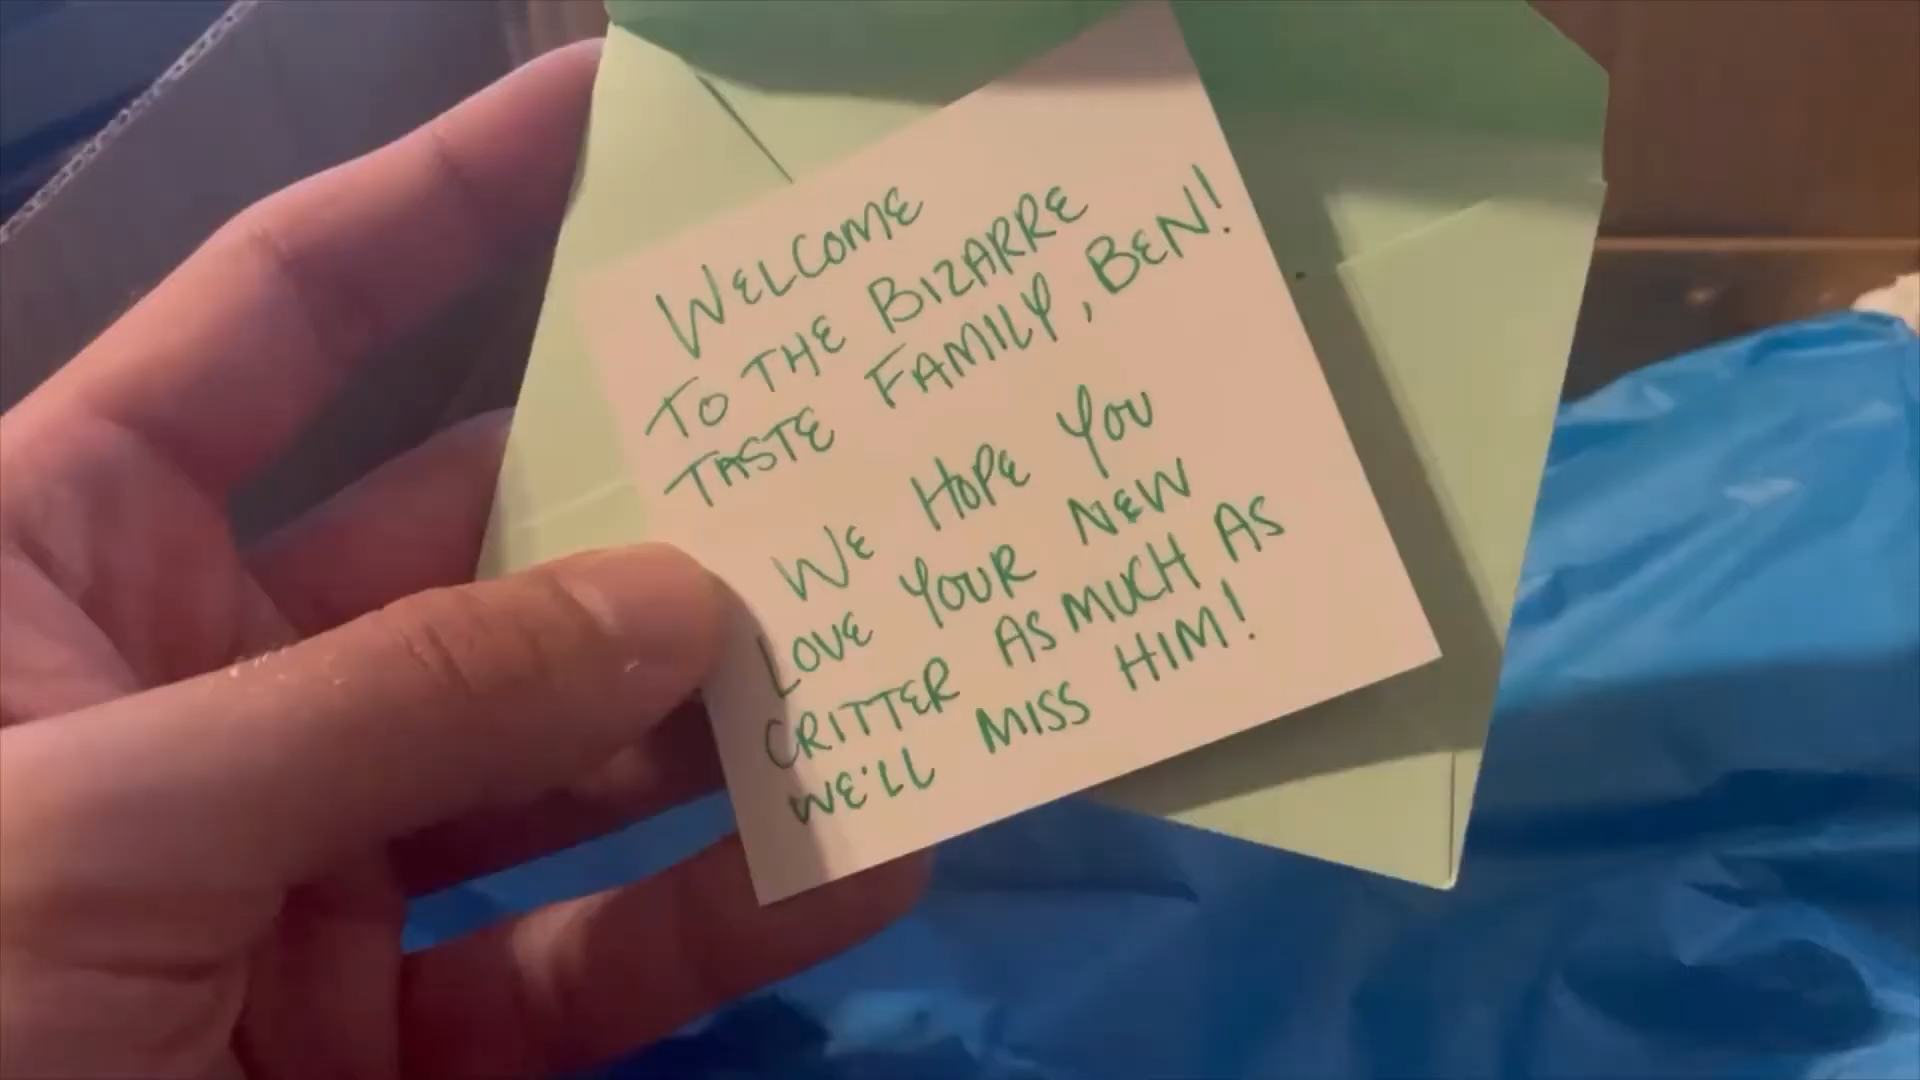 WELCOME
TO THE BIZARRE
TASTE FAMILY, BEN!
WE HOPE YOU
LOVE YOUR NEW
CRITTER AS MUCH AS
WE'LL MISS HIM!